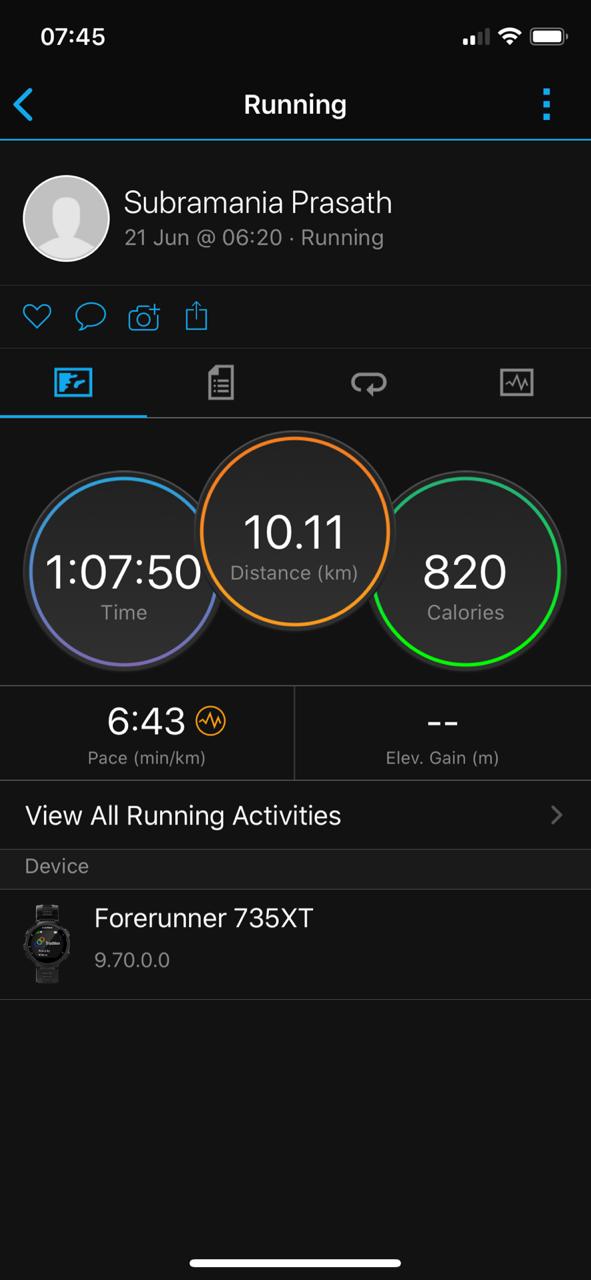 07:45
Running
Subramania Prasath
21 Jun @ 06:20 · Running
10.11
Distance (km)
1:07:50
Time
820
Calories
6:43
Pace (min/km)
--
Elev. Gain (m)
View All Running Activities
Device
Forerunner 735XT
9.70.0.0